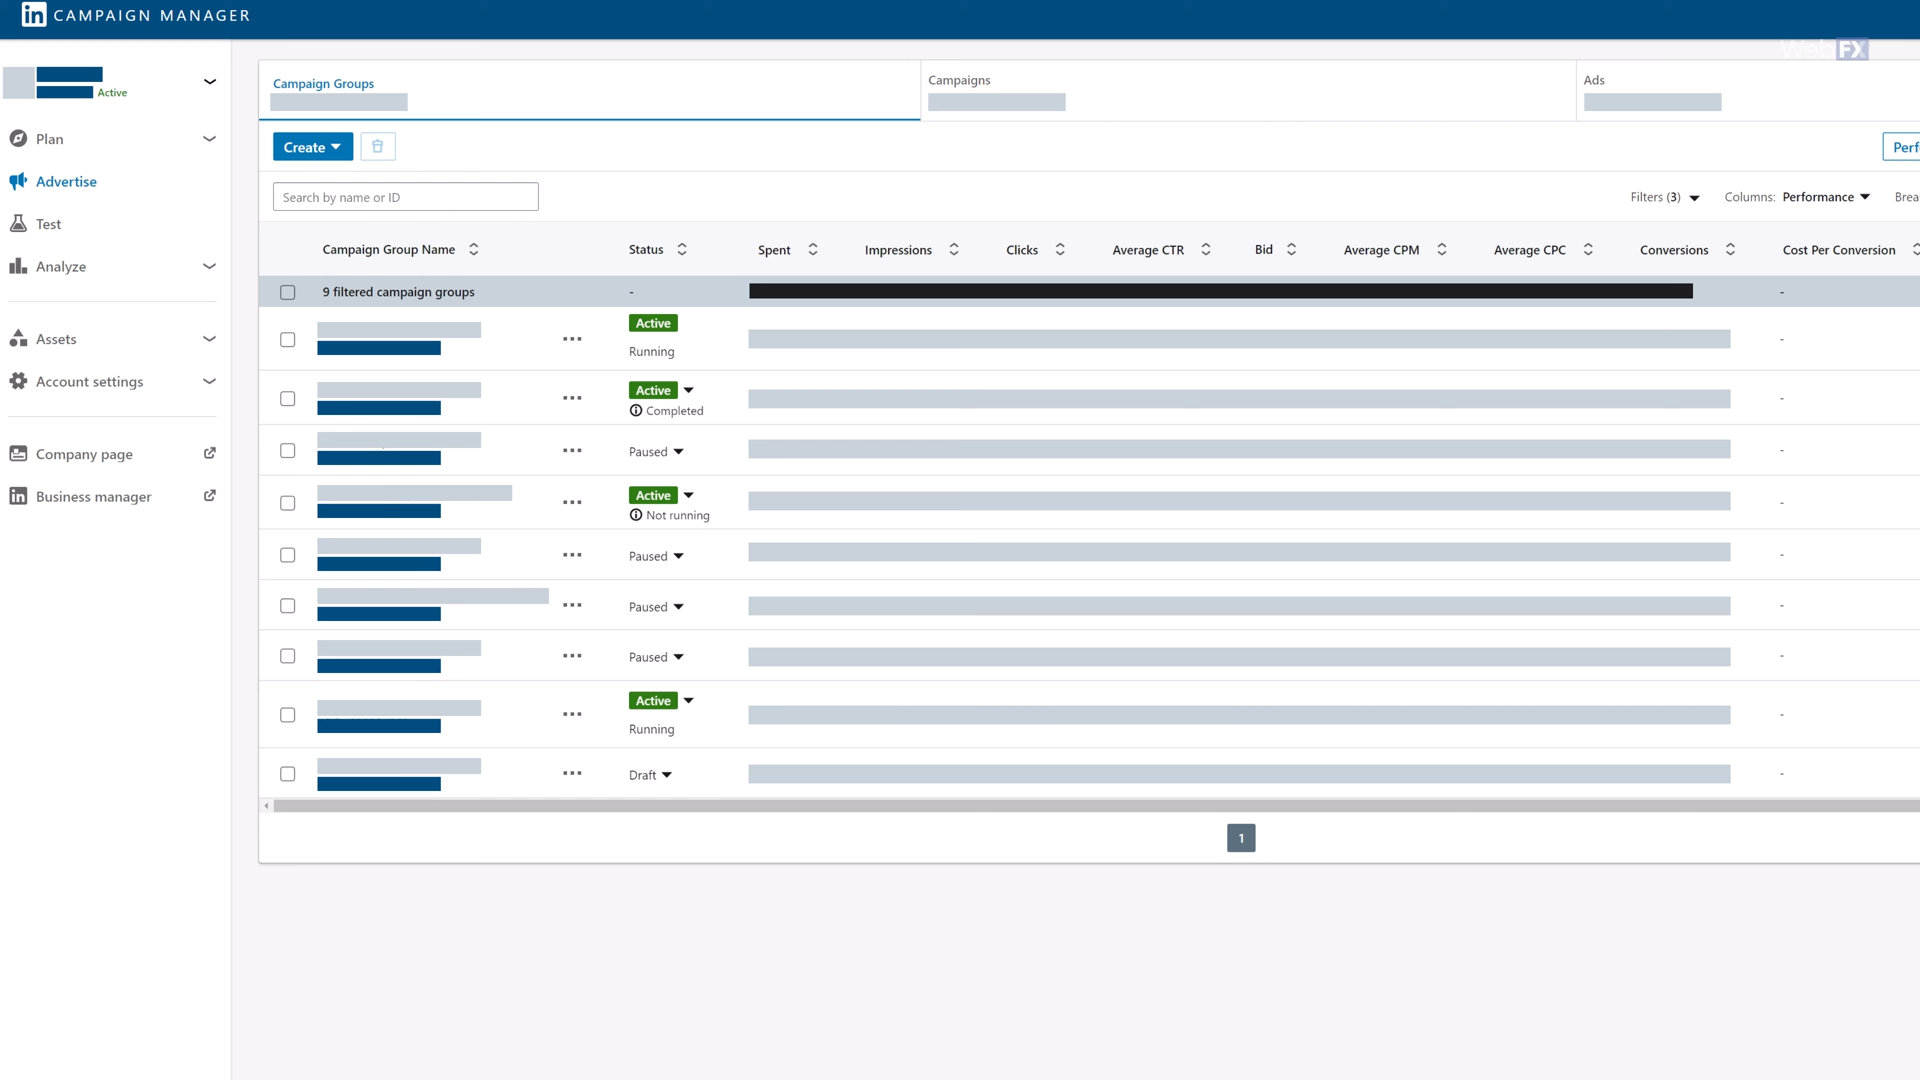 in CAMPAIGN MANAGER
WebFX
Active
Plan
Advertise
Test
Analyze
Assets
Account settings
Company page
in Business manager
Campaign Groups
Campaigns
Ads
Create
Search by name or ID
Filters (3)
Columns: Performance
Campaign Group Name Status Spent Impressions Clicks Average CTR Bid Average CPM Average CPC Conversions Cost Per Conversion
9 filtered campaign groups - -
Active
Running -
Active
Completed -
Paused -
Active
Not running -
Paused -
Paused -
Paused -
Active
Running -
Draft -
1